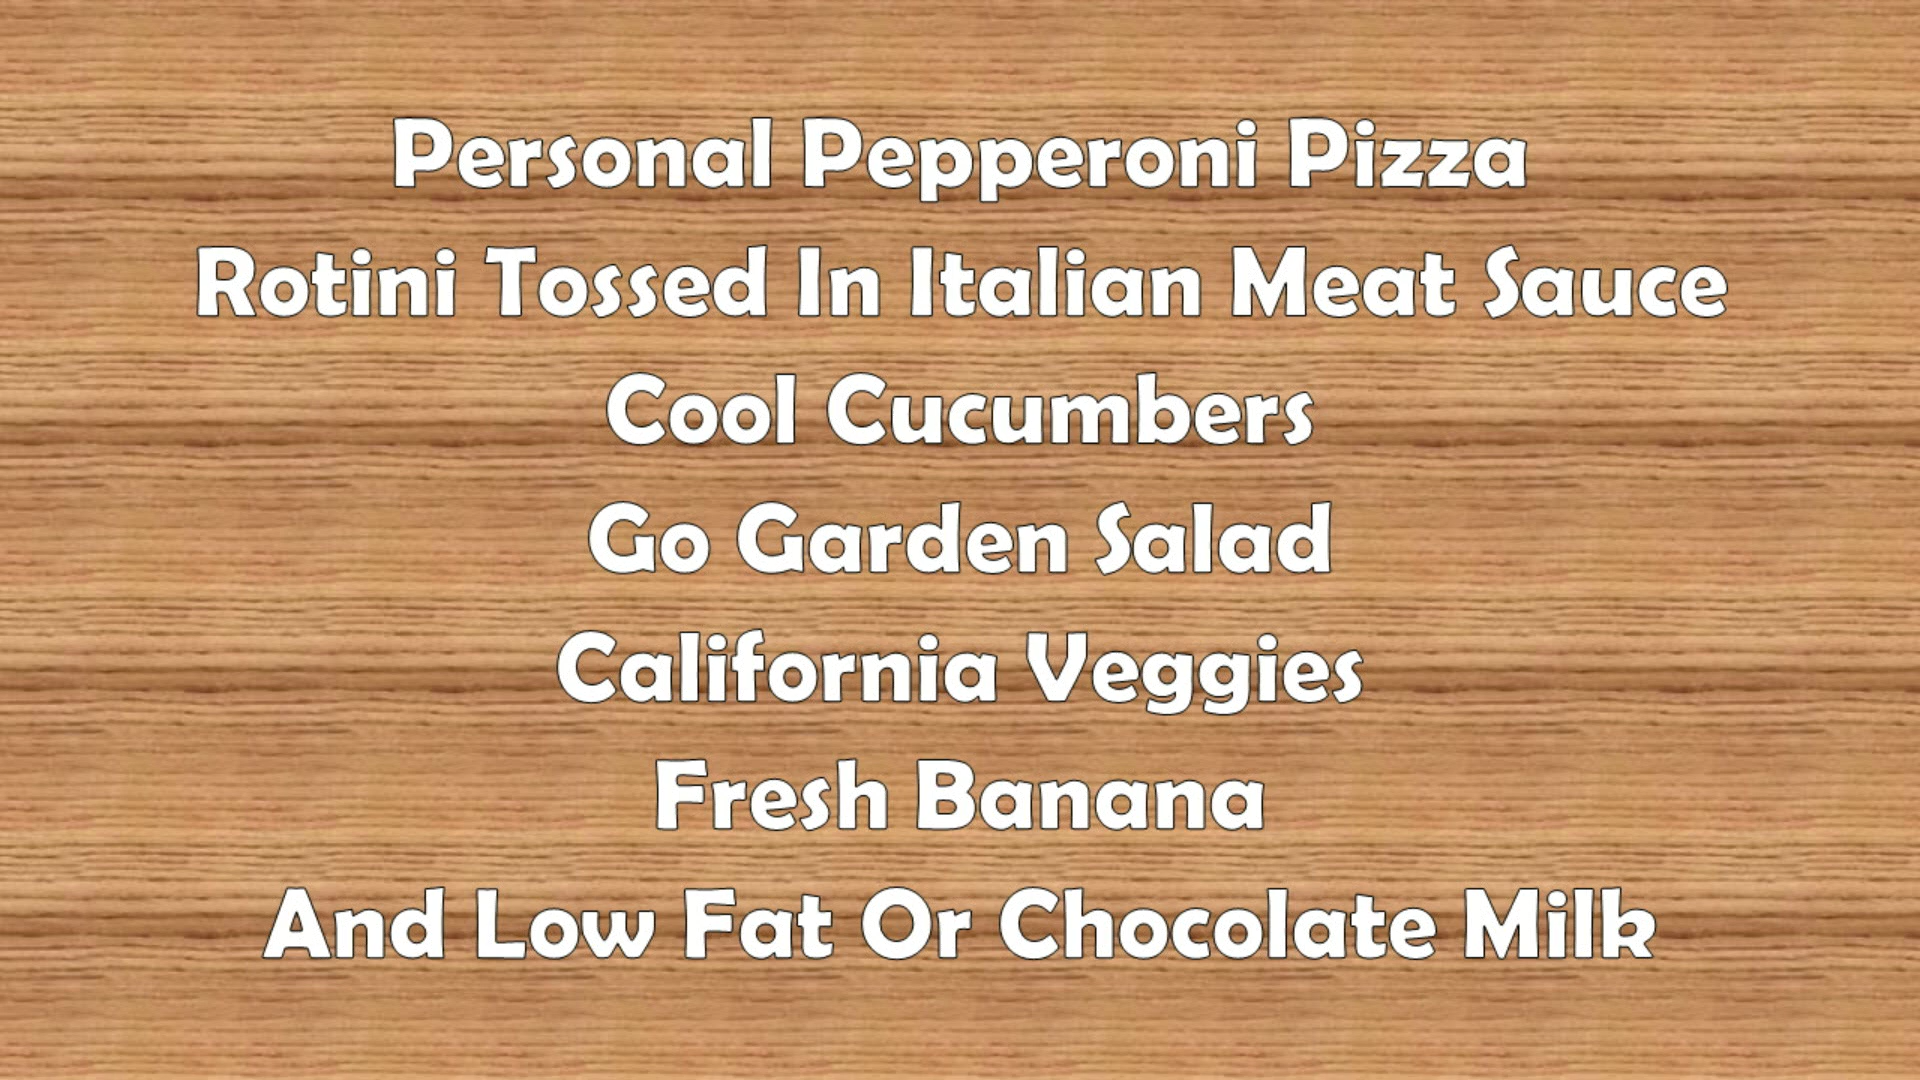 Personal Pepperoni Pizza
Rotini Tossed In Italian Meat Sauce
Cool Cucumbers
Go Garden Salad
California Veggies
Fresh Banana
And Low Fat Or Chocolate Milk